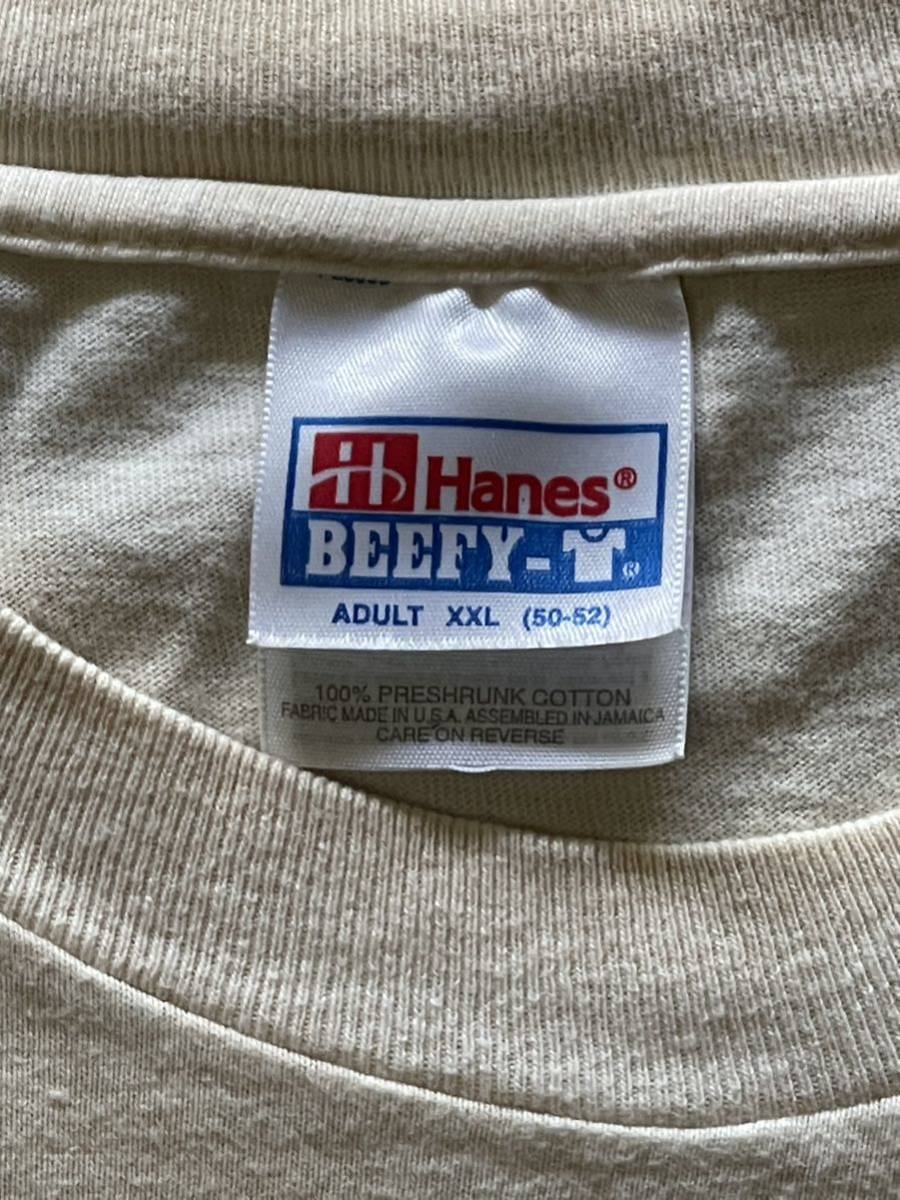 Hanes®
BEEFY-®
ADULT XXL (50-52)
100% PRESHRUNK COTTON
FABRIC MADE IN U.S.A. ASSEMBLED IN JAMAICA
CARE ON REVERSE